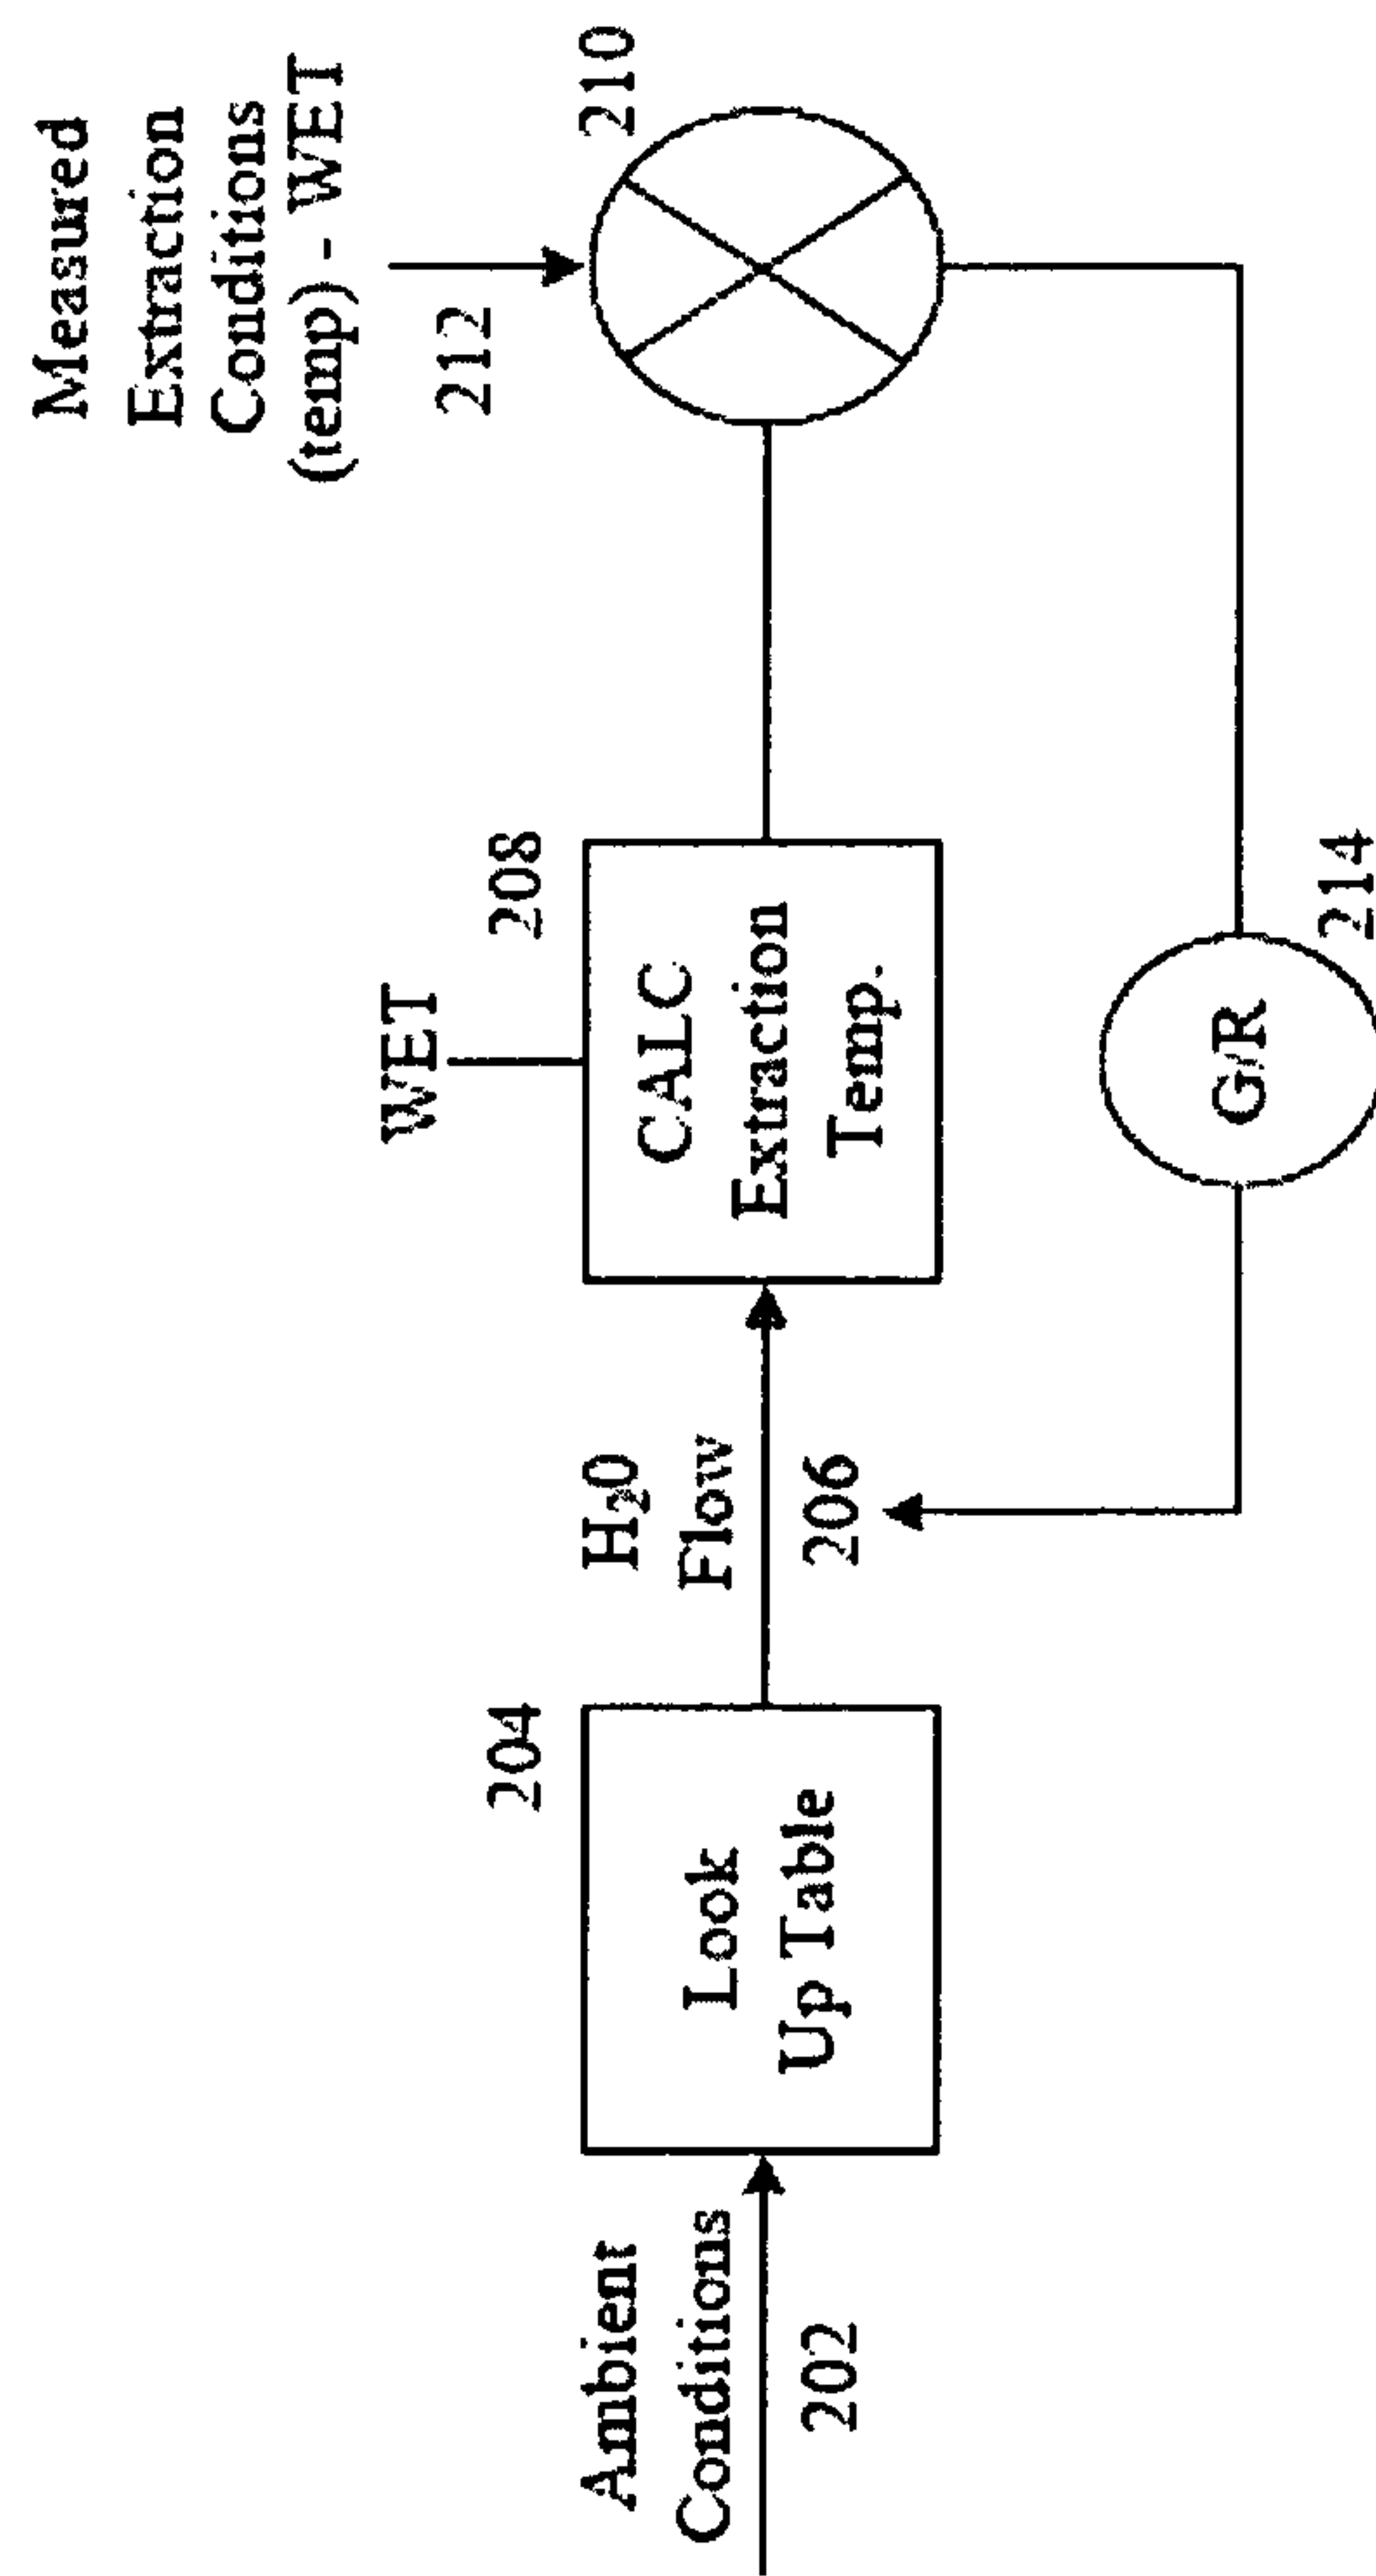 Measured
Extraction
Conditions
(temp) - WET
212
210
WET
208
CALC
Extraction
Temp.
H₂0
Flow
206
204
Look
Up Table
Ambient
Conditions
202
G/R
214